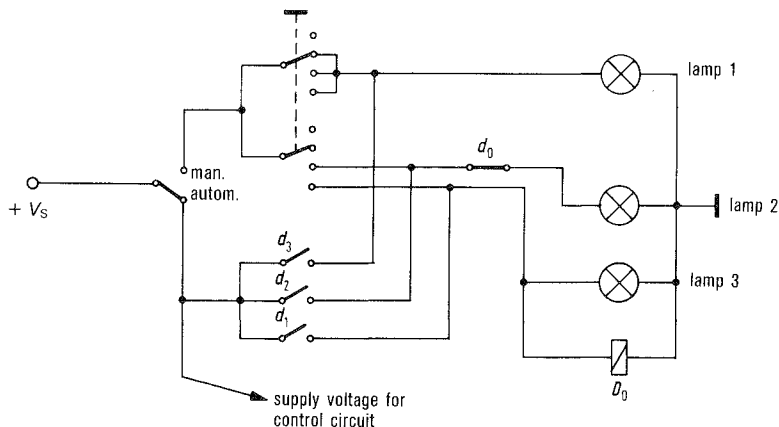 lamp 1
d₀
man.
autom.
+ Vₛ
lamp 2
d₃
d₂
lamp 3
d₁
D₀
supply voltage for
control circuit